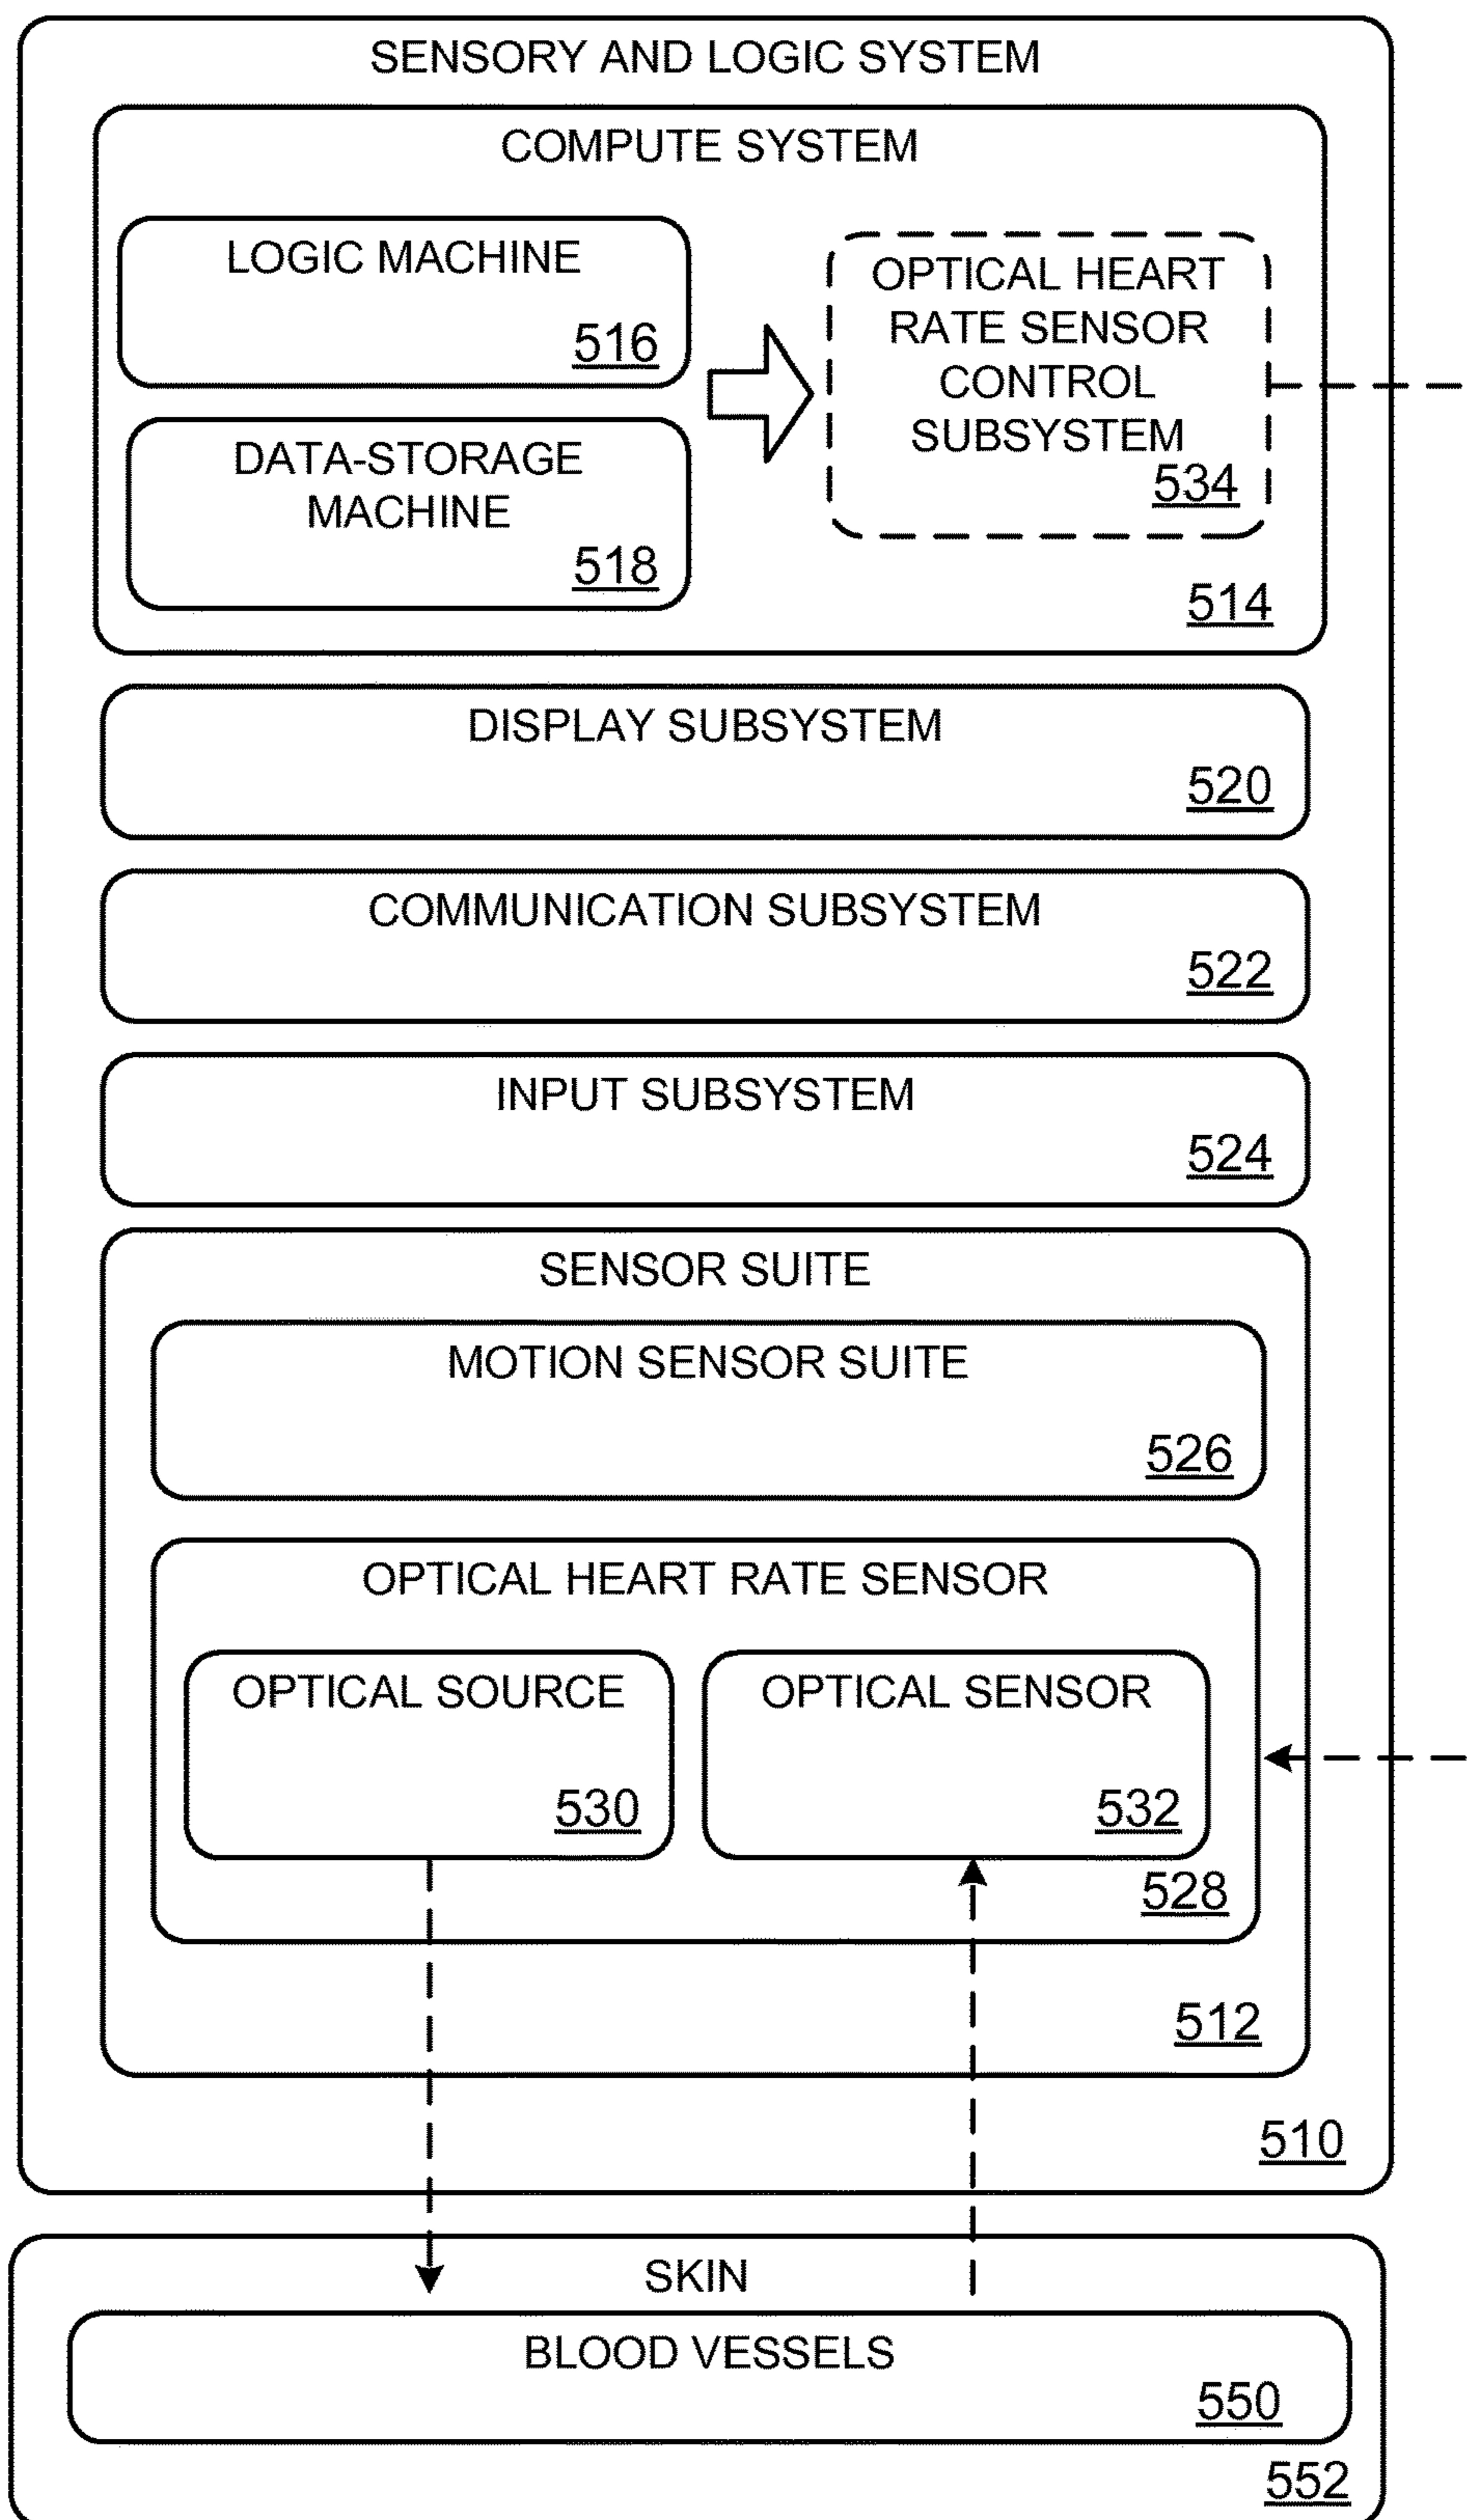 SENSORY AND LOGIC SYSTEM
COMPUTE SYSTEM
LOGIC MACHINE
516
DATA-STORAGE
MACHINE
518
OPTICAL HEART
RATE SENSOR
CONTROL
SUBSYSTEM
534
514
DISPLAY SUBSYSTEM
520
COMMUNICATION SUBSYSTEM
522
INPUT SUBSYSTEM
524
SENSOR SUITE
MOTION SENSOR SUITE
526
OPTICAL HEART RATE SENSOR
OPTICAL SOURCE
530
OPTICAL SENSOR
532
528
512
510
SKIN
BLOOD VESSELS
550
552